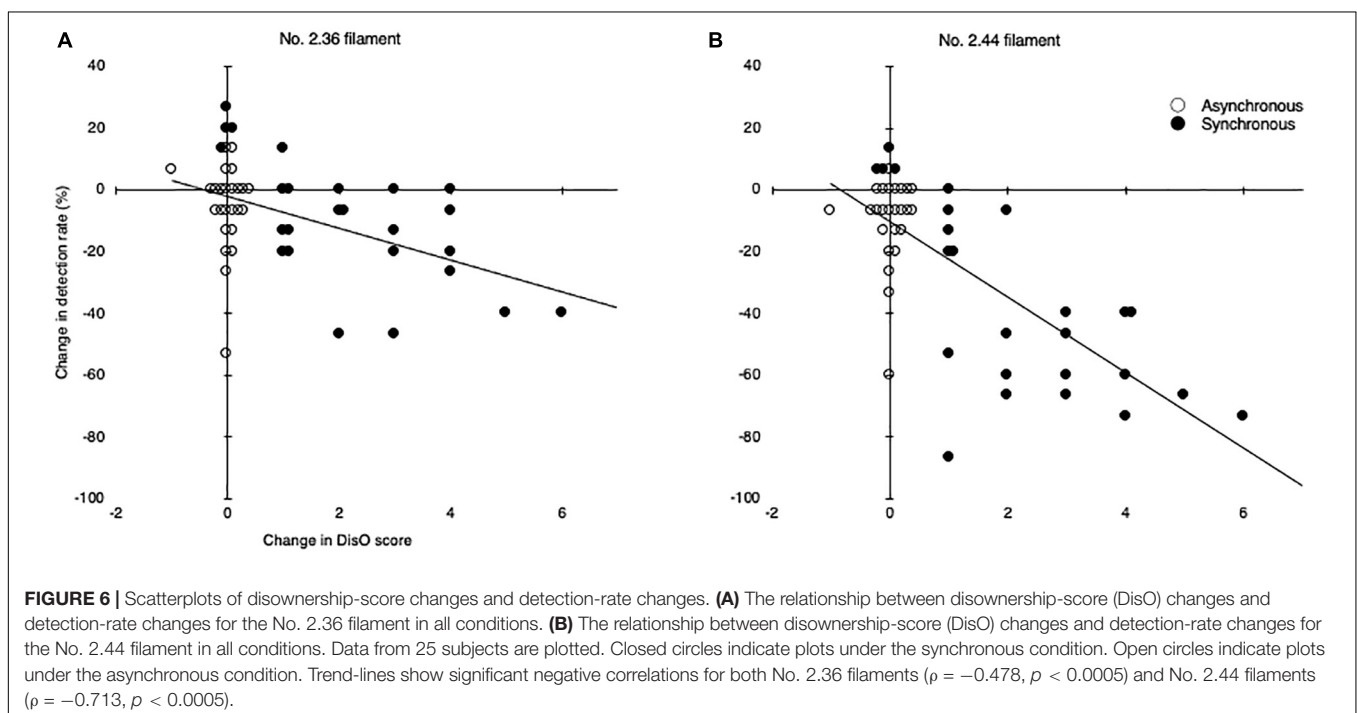 A
No. 2.36 filament
40
20
0
-20
-40
-60
-80
-100
Change in detection rate (%)
-2 0 2 4 6
Change in DisO score
B
No. 2.44 filament
Asynchronous
Synchronous
40
20
0
-20
-40
-60
-80
-100
-2 0 2 4 6
FIGURE 6 | Scatterplots of disownership-score changes and detection-rate changes. (A) The relationship between disownership-score (DisO) changes and
detection-rate changes for the No. 2.36 filament in all conditions. (B) The relationship between disownership-score (DisO) changes and detection-rate changes for
the No. 2.44 filament in all conditions. Data from 25 subjects are plotted. Closed circles indicate plots under the synchronous condition. Open circles indicate plots
under the asynchronous condition. Trend-lines show significant negative correlations for both No. 2.36 filaments (ρ = −0.478, p < 0.0005) and No. 2.44 filaments
(ρ = −0.713, p < 0.0005).